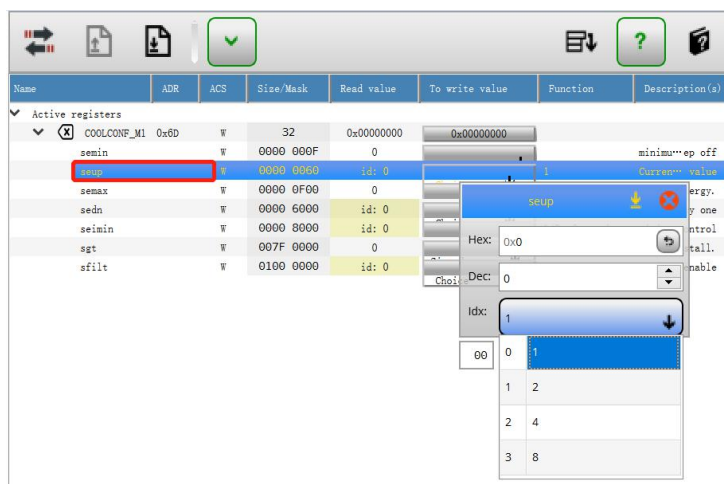 ?
Name ADR ACS Size/Mask Read value To write value Function Description(s)
Active registers
X COOLCONF_M1 0x6D W 32 0x00000000 0x00000000
semin W 0000 000F 0 minimu…ep off
seup W 0000 0060 id: 0 1 Curren… value
semax W 0000 0F00 0 ergy.
sedn W 0000 6000 id: 0 y one
seimin W 0000 8000 id: 0 ntrol
sgt W 007F 0000 0 tall.
sfilt W 0100 0000 id: 0 Choice enable
seup
Hex: 0x0
Dec: 0
Idx: 1
00
0 1
1 2
2 4
3 8